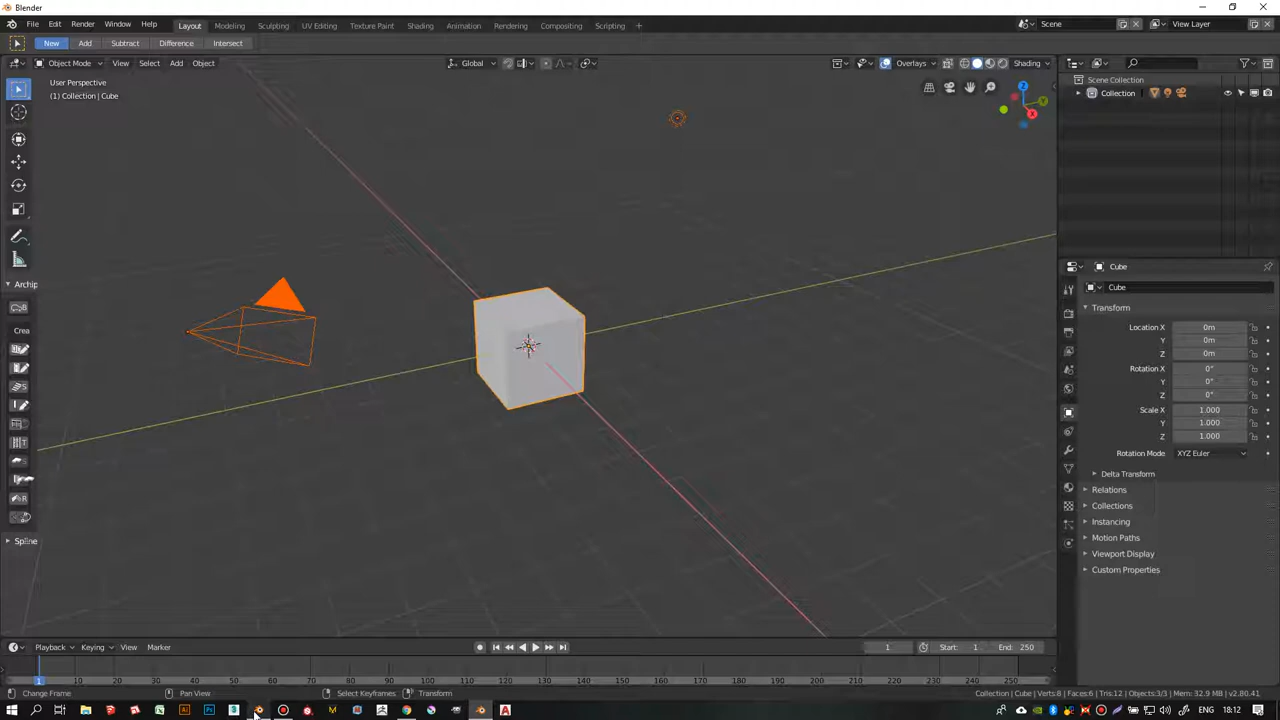 Blender
File Edit Render Window Help Layout Modeling Sculpting UV Editing Texture Paint Shading Animation Rendering Compositing Scripting + Scene View Layer
New Add Subtract Difference Intersect
Object Mode View Select Add Object Global Overlays Shading
User Perspective
(1) Collection | Cube
Scene Collection
Collection
Archip
Crea
Spline
Cube
Cube
Transform
Location X 0m
Y 0m
Z 0m
Rotation X 0°
Y 0°
Z 0°
Scale X 1.000
Y 1.000
Z 1.000
Rotation Mode XYZ Euler
Delta Transform
Relations
Collections
Instancing
Motion Paths
Viewport Display
Custom Properties
Playback Keying View Marker 1 Start: 1 End: 250
1 10 20 30 40 50 60 70 80 90 100 110 120 130 140 150 160 170 180 190 200 210 220 230 240 250
Change Frame Pan View Select Keyframes Transform Collection | Cube | Verts:8 | Faces:6 | Tris:12 | Objects:3/3 | Mem: 32.9 MB | v2.80.41
ENG 18:12